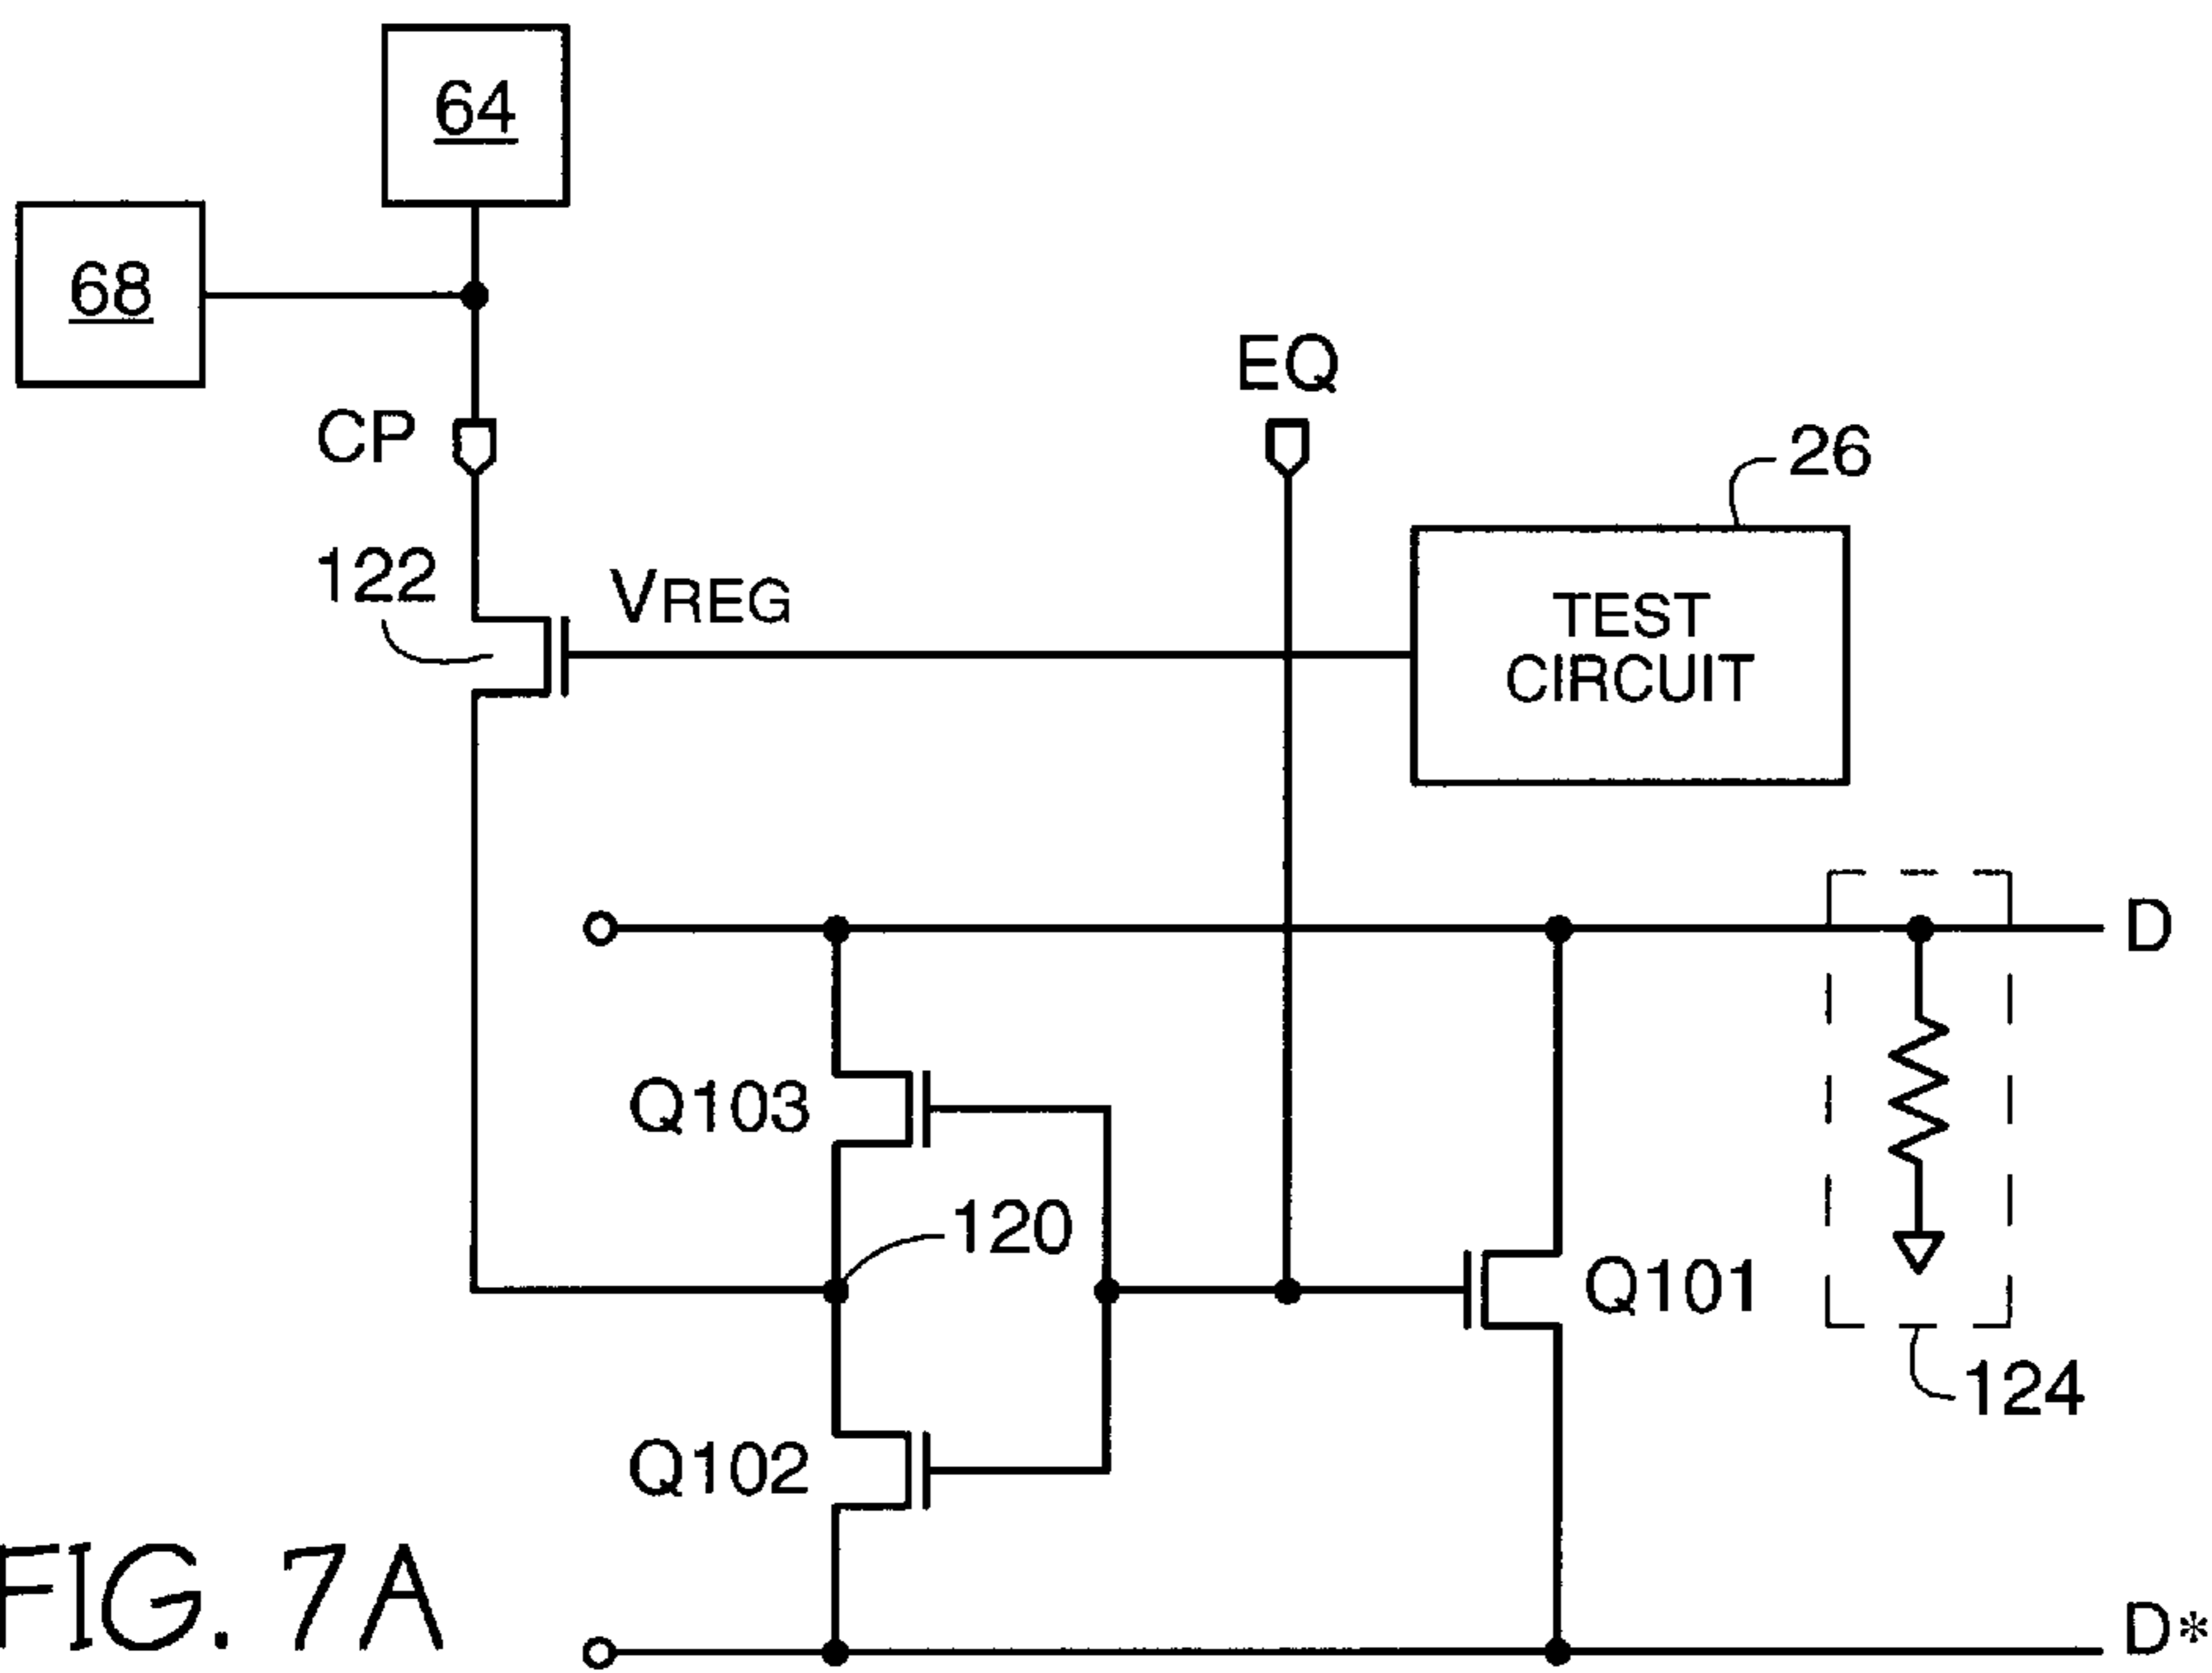 64
68
EQ
CP
26
122
VREG
TEST
CIRCUIT
D
Q103
120
Q101
124
Q102
FIG. 7A
D*